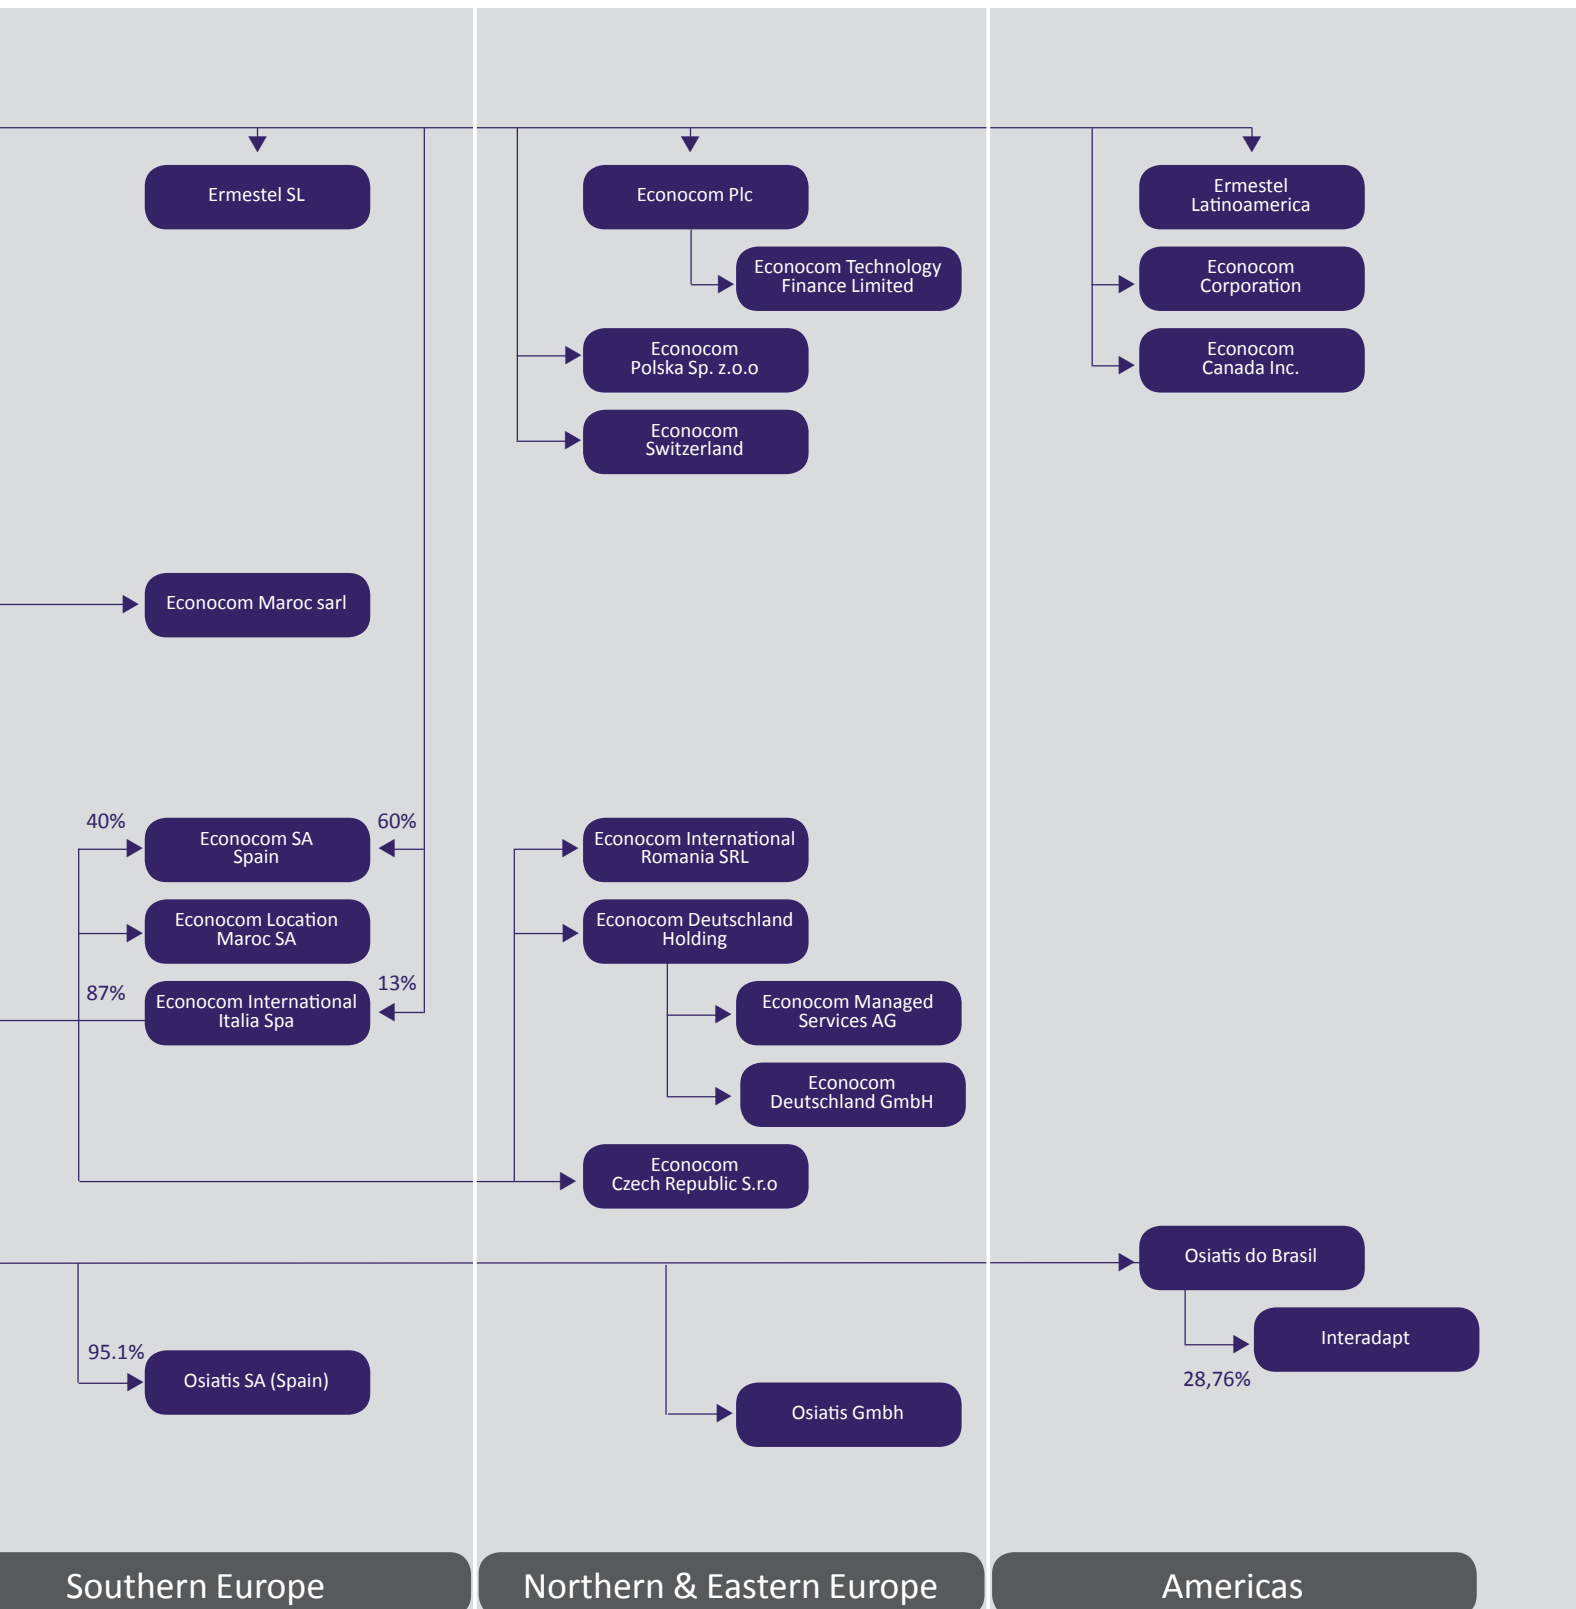 Ermestel SL
Econocom Plc
Ermestel
Latinoamerica
Econocom Technology
Finance Limited
Econocom
Corporation
Econocom
Polska Sp. z.o.o
Econocom
Canada Inc.
Econocom
Switzerland
Econocom Maroc sarl
40%
Econocom SA
Spain
60%
Econocom International
Romania SRL
Econocom Location
Maroc SA
Econocom Deutschland
Holding
87%
Econocom International
Italia Spa
13%
Econocom Managed
Services AG
Econocom
Deutschland GmbH
Econocom
Czech Republic S.r.o
Osiatis do Brasil
Interadapt
28,76%
95.1%
Osiatis SA (Spain)
Osiatis Gmbh
Southern Europe
Northern & Eastern Europe
Americas